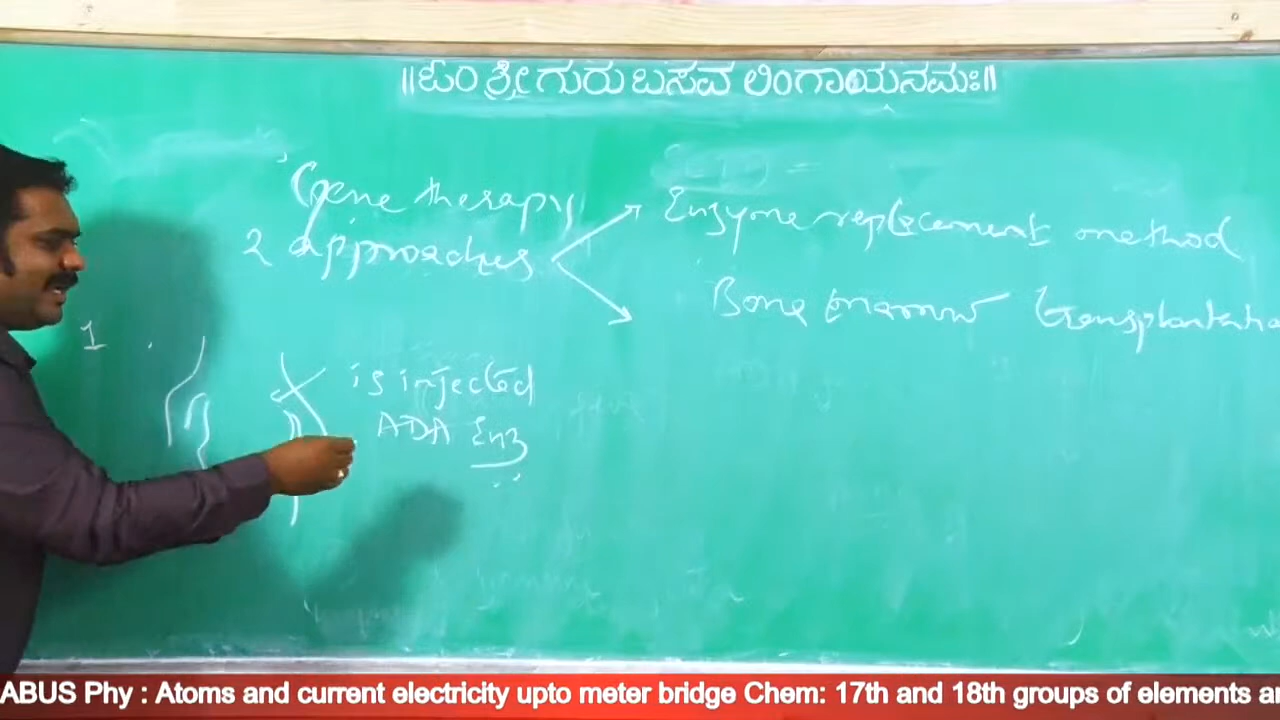 ॥ಓಂ ಶ್ರೀ ಗುರು ಬಸವ ಲಿಂಗಾಯನಮಃ॥
Gene therapy
2 approaches
Enzyme replacement method
Bone marrow
1
is injected
ADA Enz
ABUS Phy : Atoms and current electricity upto meter bridge Chem: 17th and 18th groups of elements